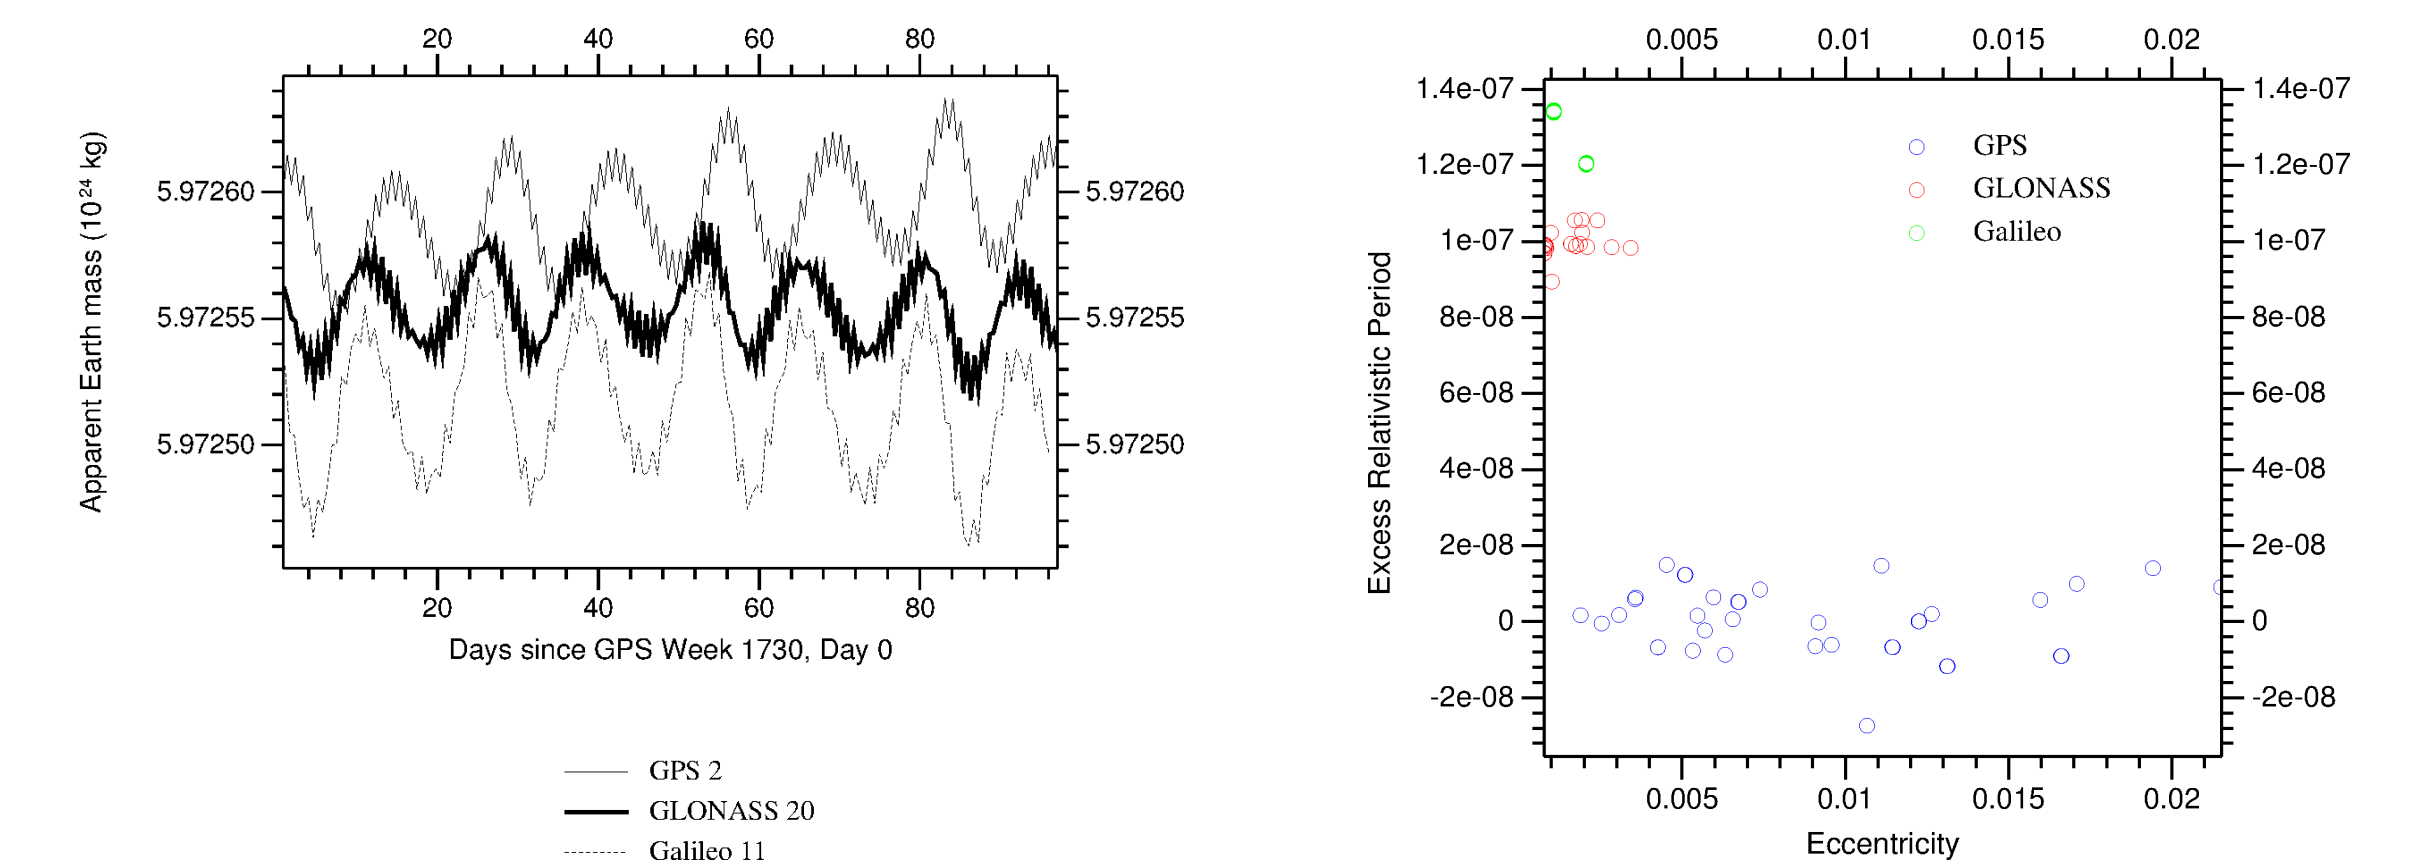 20 40 60 80
Apparent Earth mass (10²⁴ kg)
5.97260 5.97260
5.97255 5.97255
5.97250 5.97250
20 40 60 80
Days since GPS Week 1730, Day 0
GPS 2
GLONASS 20
Galileo 11
0.005 0.01 0.015 0.02
Excess Relativistic Period
1.4e-07 1.4e-07
GPS
1.2e-07 1.2e-07
GLONASS
Galileo
1e-07 1e-07
8e-08 8e-08
6e-08 6e-08
4e-08 4e-08
2e-08 2e-08
0 0
-2e-08 -2e-08
0.005 0.01 0.015 0.02
Eccentricity